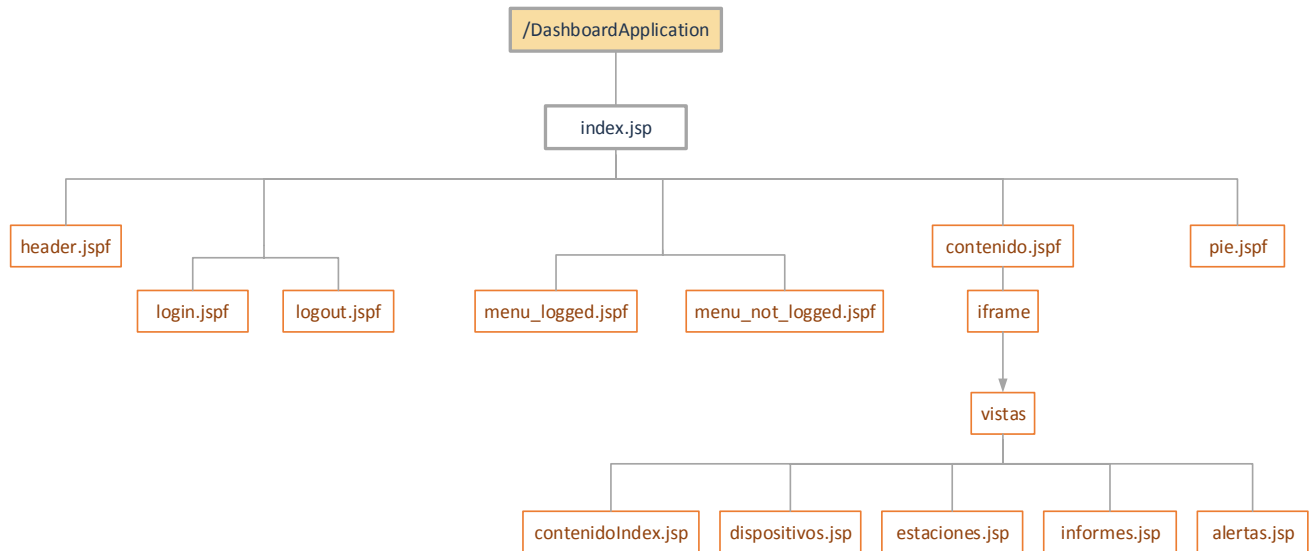 /DashboardApplication
index.jsp
header.jspf
contenido.jspf
pie.jspf
login.jspf
logout.jspf
menu_logged.jspf
menu_not_logged.jspf
iframe
vistas
contenidoIndex.jsp
dispositivos.jsp
estaciones.jsp
informes.jsp
alertas.jsp